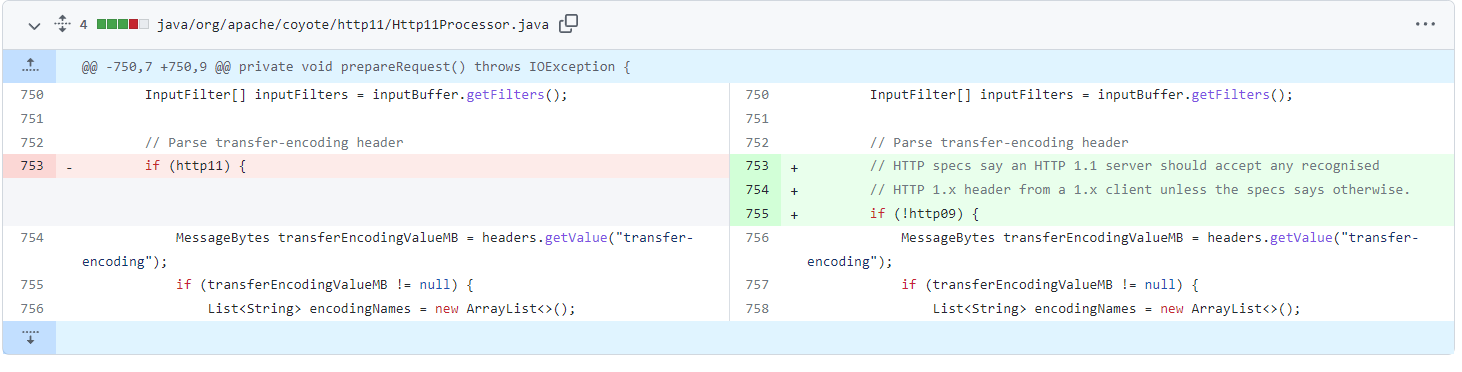 4 java/org/apache/coyote/http11/Http11Processor.java ...
@@ -750,7 +750,9 @@ private void prepareRequest() throws IOException {
750 InputFilter[] inputFilters = inputBuffer.getFilters();
751
752 // Parse transfer-encoding header
753 - if (http11) {
754 MessageBytes transferEncodingValueMB = headers.getValue("transfer-
encoding");
755 if (transferEncodingValueMB != null) {
756 List<String> encodingNames = new ArrayList<>();
750 InputFilter[] inputFilters = inputBuffer.getFilters();
751
752 // Parse transfer-encoding header
753 + // HTTP specs say an HTTP 1.1 server should accept any recognised
754 + // HTTP 1.x header from a 1.x client unless the specs says otherwise.
755 + if (!http09) {
756 MessageBytes transferEncodingValueMB = headers.getValue("transfer-
encoding");
757 if (transferEncodingValueMB != null) {
758 List<String> encodingNames = new ArrayList<>();